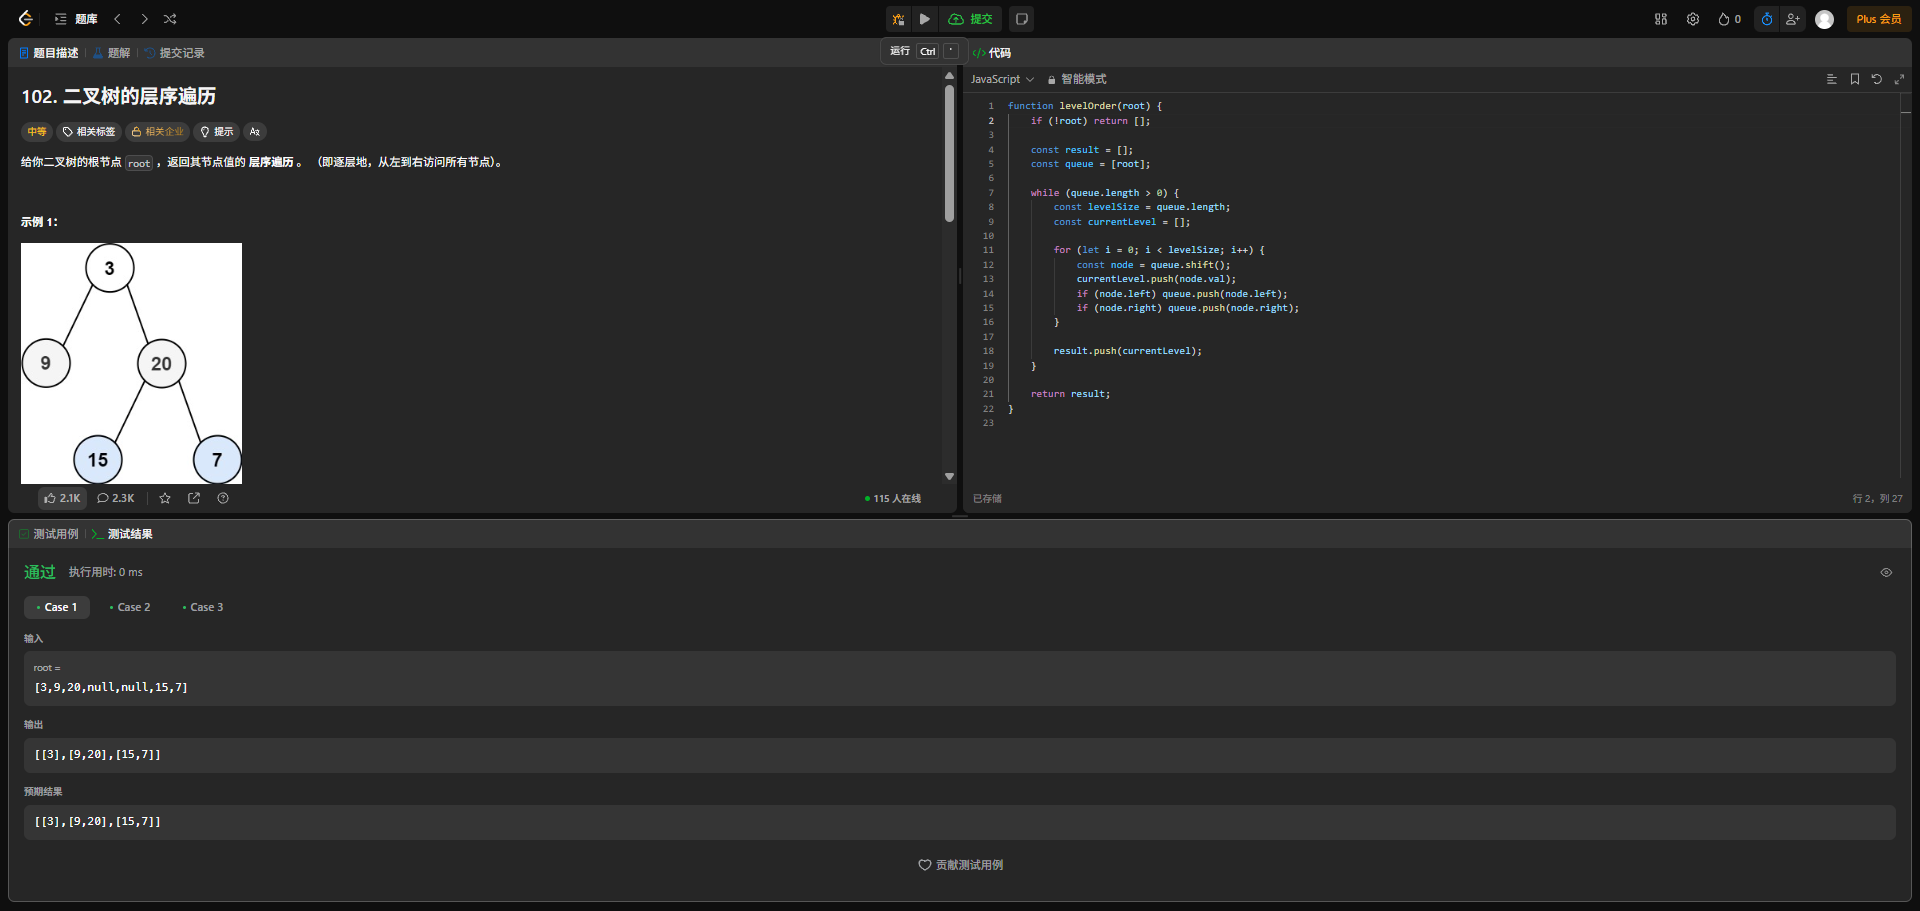 题库
提交
0
Plus 会员
题目描述
题解
提交记录
运行 Ctrl '
</> 代码
102. 二叉树的层序遍历
中等
相关标签
相关企业
提示
给你二叉树的根节点 root ，返回其节点值的 层序遍历 。 （即逐层地，从左到右访问所有节点）。
示例 1：
3
9
20
15
7
2.1K
2.3K
115 人在线
JavaScript
智能模式
1 function levelOrder(root) {
2 if (!root) return [];
3
4 const result = [];
5 const queue = [root];
6
7 while (queue.length > 0) {
8 const levelSize = queue.length;
9 const currentLevel = [];
10
11 for (let i = 0; i < levelSize; i++) {
12 const node = queue.shift();
13 currentLevel.push(node.val);
14 if (node.left) queue.push(node.left);
15 if (node.right) queue.push(node.right);
16 }
17
18 result.push(currentLevel);
19 }
20
21 return result;
22 }
23
已存储
行 2，列 27
测试用例
测试结果
通过 执行用时: 0 ms
Case 1
Case 2
Case 3
输入
root =
[3,9,20,null,null,15,7]
输出
[[3],[9,20],[15,7]]
预期结果
[[3],[9,20],[15,7]]
贡献测试用例